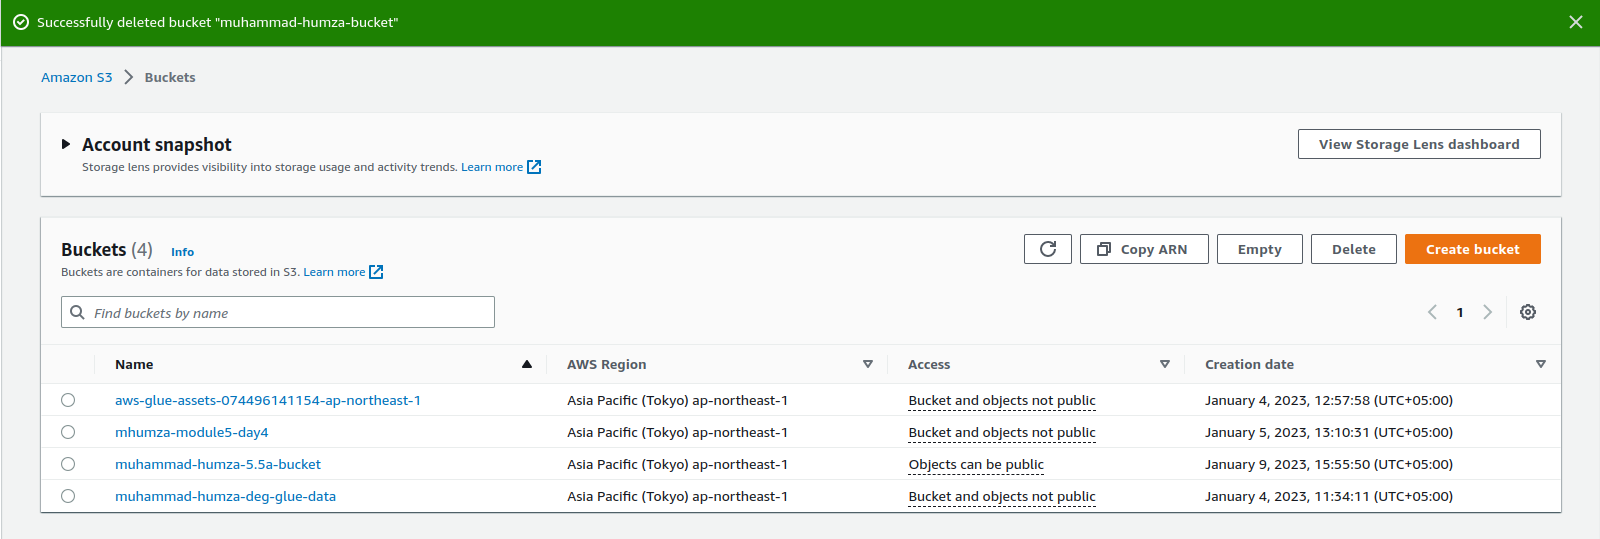 Successfully deleted bucket "muhammad-humza-bucket"
Amazon S3 Buckets
Account snapshot
View Storage Lens dashboard
Storage lens provides visibility into storage usage and activity trends. Learn more
Buckets (4) Info
Copy ARN Empty Delete Create bucket
Buckets are containers for data stored in S3. Learn more
Find buckets by name
1
Name AWS Region Access Creation date
aws-glue-assets-074496141154-ap-northeast-1 Asia Pacific (Tokyo) ap-northeast-1 Bucket and objects not public January 4, 2023, 12:57:58 (UTC+05:00)
mhumza-module5-day4 Asia Pacific (Tokyo) ap-northeast-1 Bucket and objects not public January 5, 2023, 13:10:31 (UTC+05:00)
muhammad-humza-5.5a-bucket Asia Pacific (Tokyo) ap-northeast-1 Objects can be public January 9, 2023, 15:55:50 (UTC+05:00)
muhammad-humza-deg-glue-data Asia Pacific (Tokyo) ap-northeast-1 Bucket and objects not public January 4, 2023, 11:34:11 (UTC+05:00)